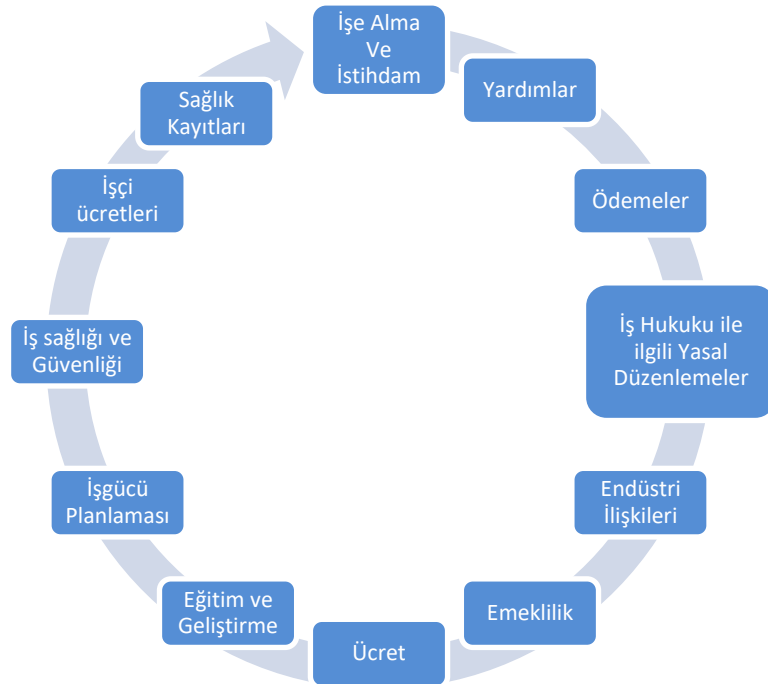 İşe Alma
Ve
İstihdam
Yardımlar
Ödemeler
İş Hukuku ile
ilgili Yasal
Düzenlemeler
Endüstri
İlişkileri
Emeklilik
Ücret
Eğitim ve
Geliştirme
İşgücü
Planlaması
İş sağlığı ve
Güvenliği
İşçi
ücretleri
Sağlık
Kayıtları